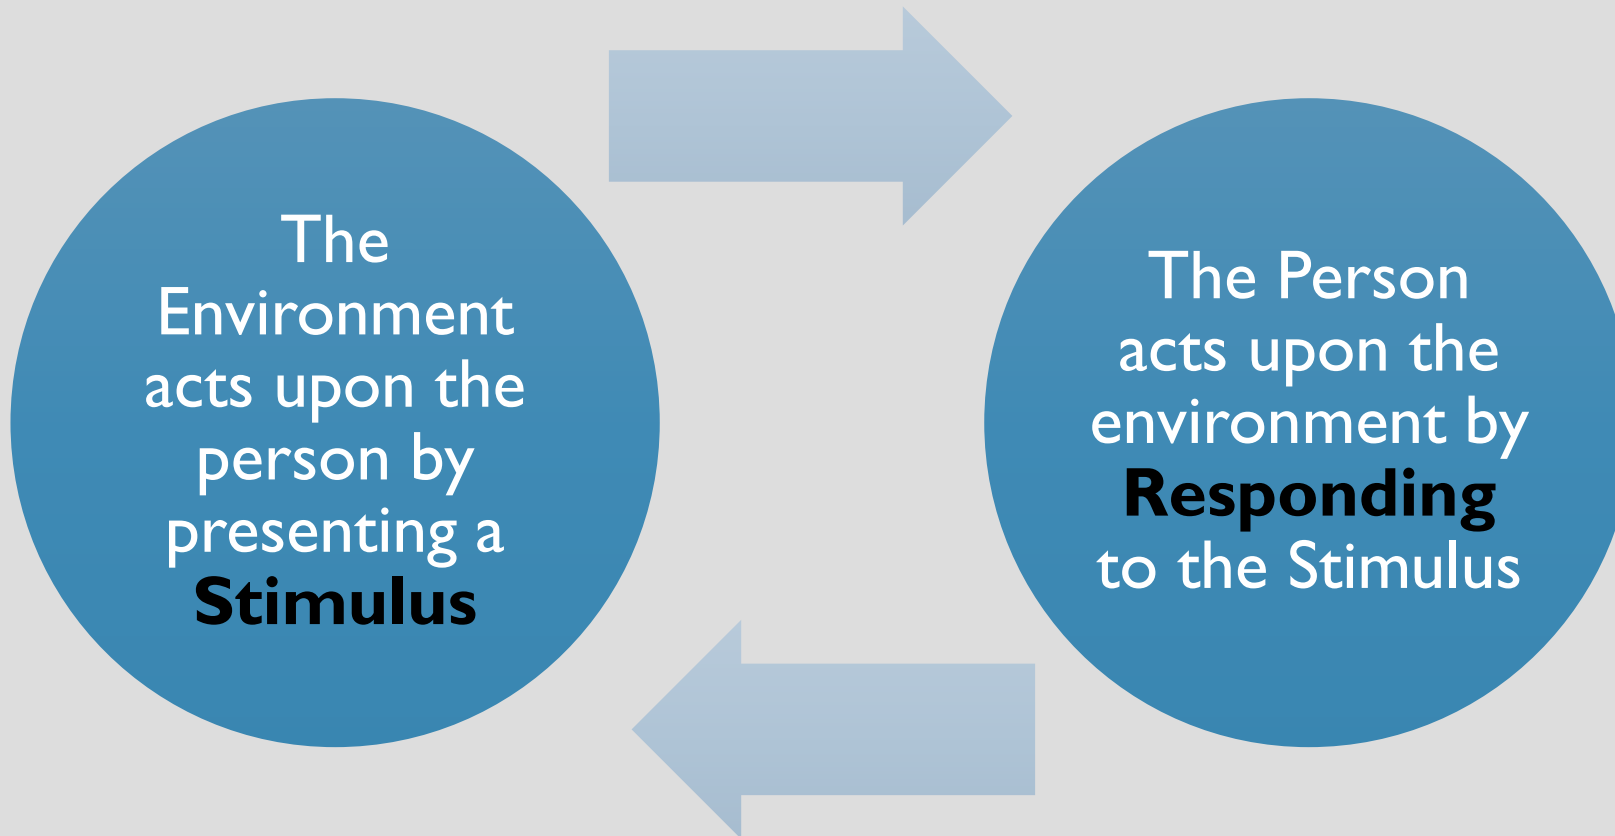 The
Environment
acts upon the
person by
presenting a
Stimulus
The Person
acts upon the
environment by
Responding
to the Stimulus